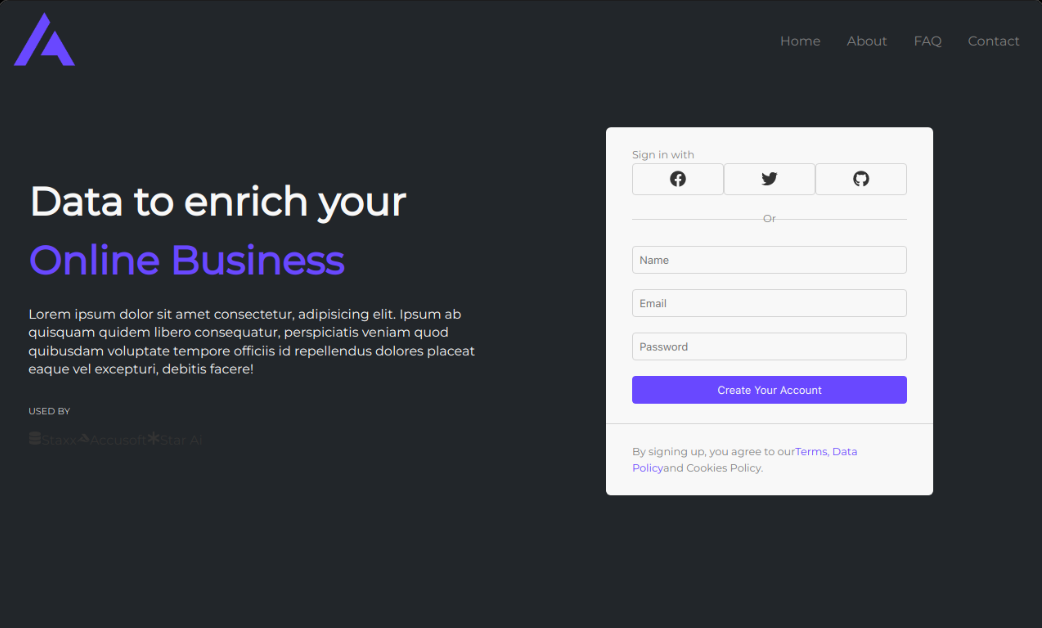 Home About FAQ Contact
Data to enrich your
Online Business
Lorem ipsum dolor sit amet consectetur, adipisicing elit. Ipsum ab
quisquam quidem libero consequatur, perspiciatis veniam quod
quibusdam voluptate tempore officiis id repellendus dolores placeat
eaque vel excepturi, debitis facere!
USED BY
Staxx Accusoft Star AI
Sign in with
Or
Name
Email
Password
Create Your Account
By signing up, you agree to ourTerms, Data
Policyand Cookies Policy.